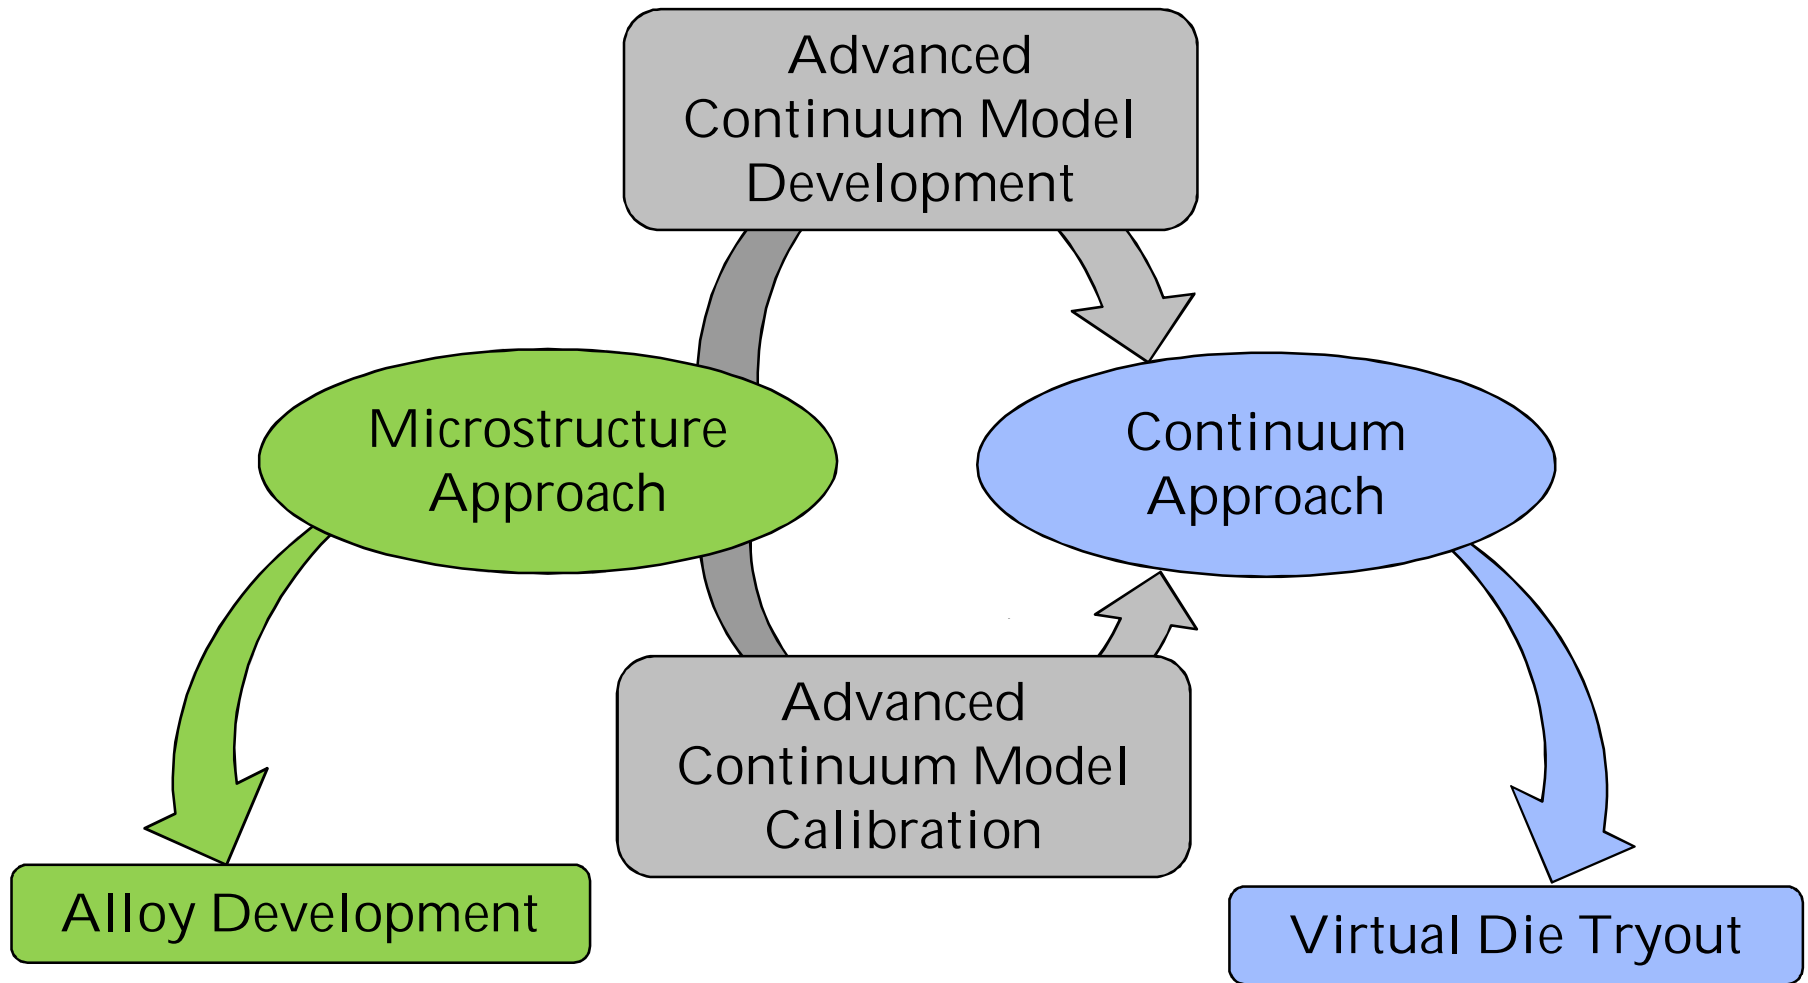 Advanced
Continuum Model
Development
Microstructure
Approach
Continuum
Approach
Advanced
Continuum Model
Calibration
Alloy Development
Virtual Die Tryout